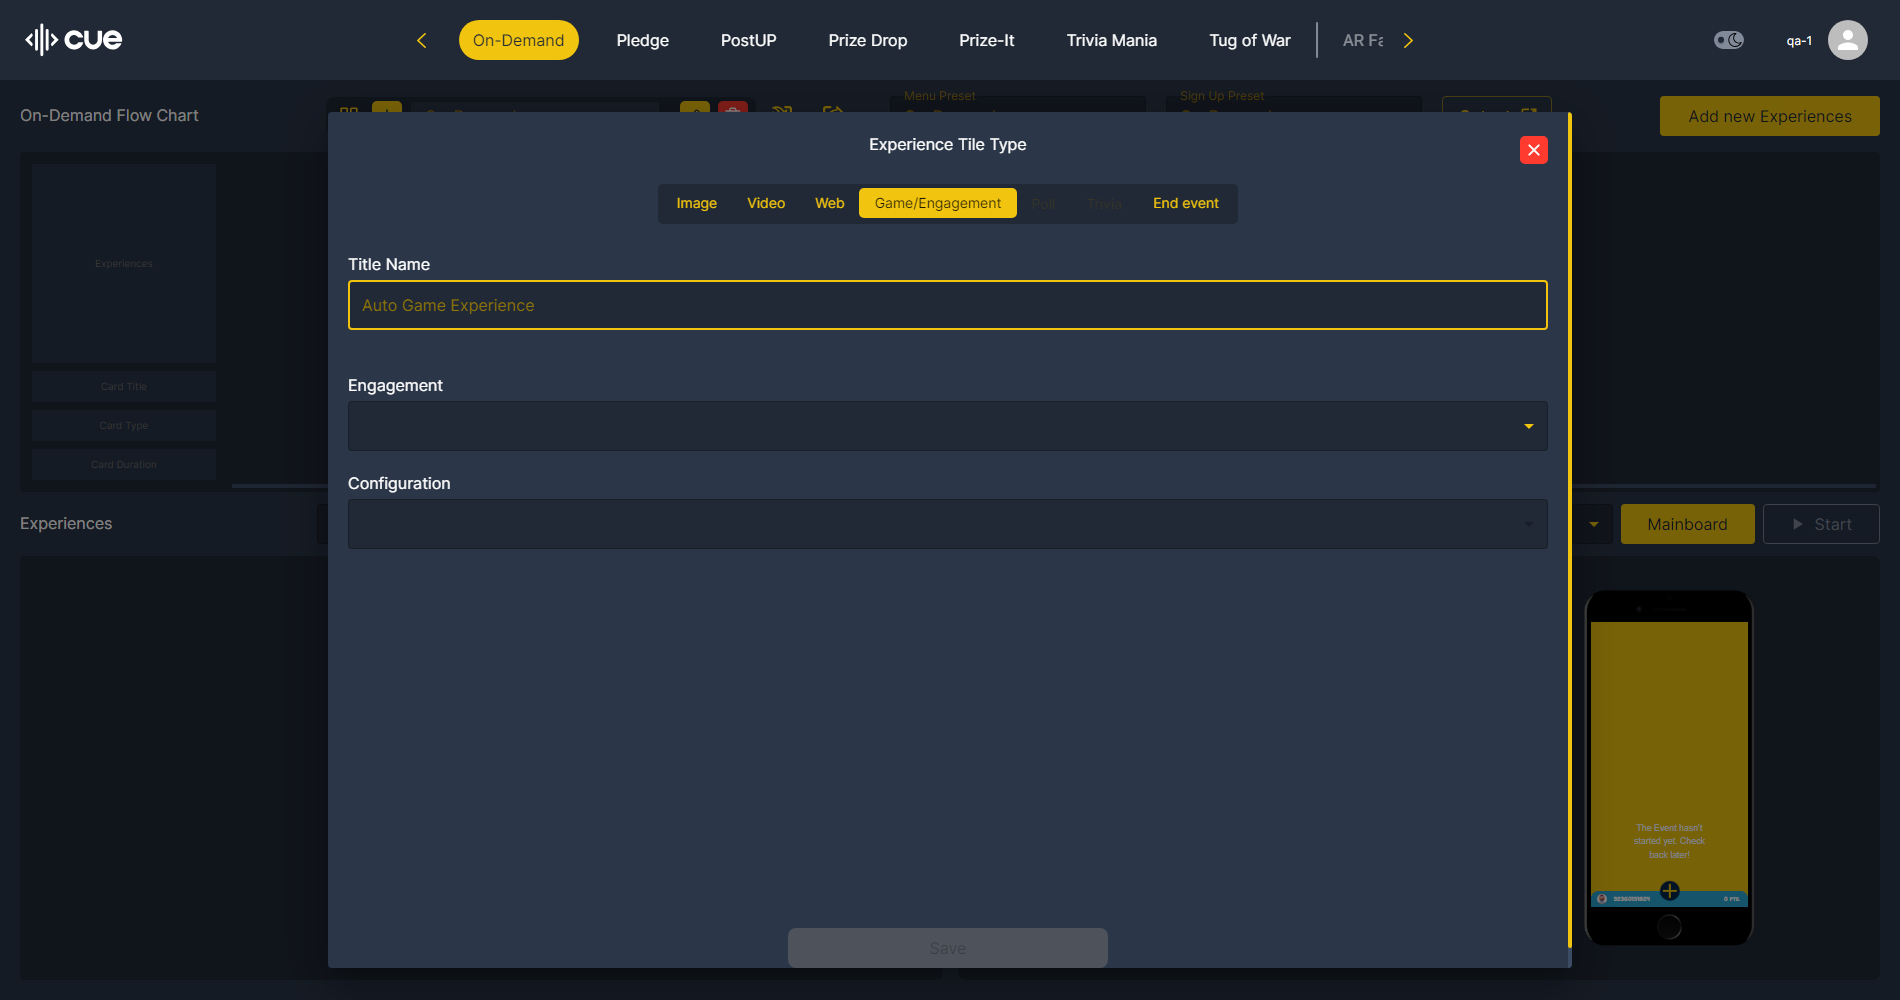 cue
On-Demand
Pledge
PostUP
Prize Drop
Prize-It
Trivia Mania
Tug of War
AR Fa
qa-1
On-Demand Flow Chart
Menu Preset
Sign Up Preset
Add new Experiences
Experience Tile Type
Image
Video
Web
Game/Engagement
Poll
Trivia
End event
Experiences
Card Title
Card Type
Card Duration
Title Name
Auto Game Experience
Engagement
Configuration
Experiences
Mainboard
Start
The Event hasn't
started yet. Check
back later!
0 PTS.
Save